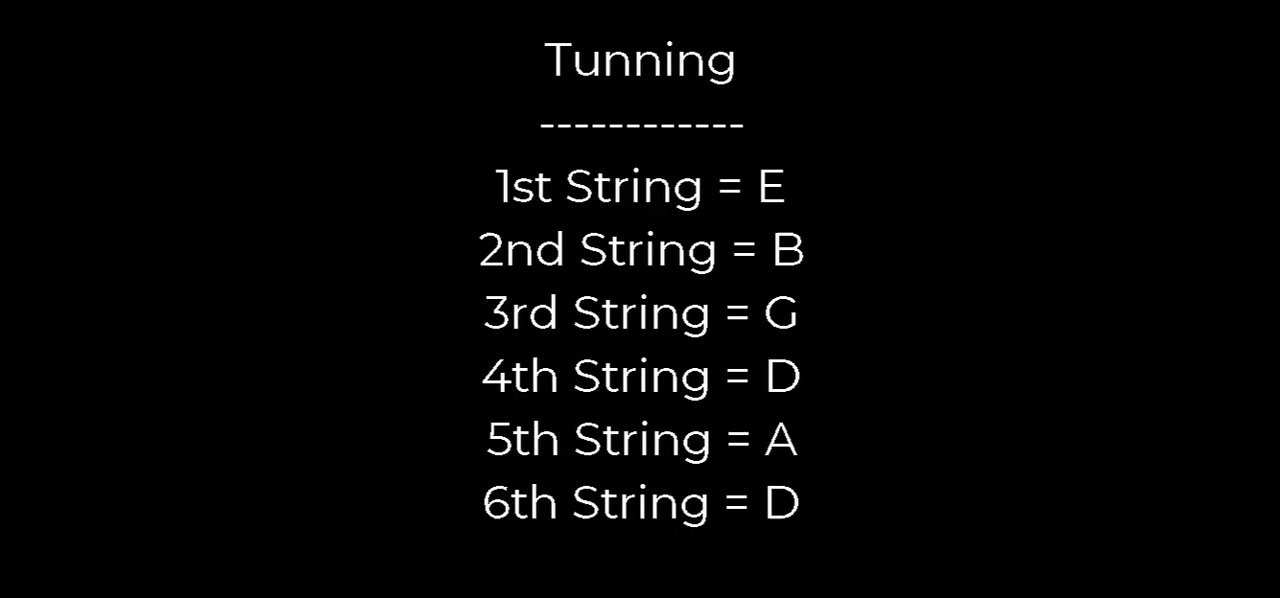 Tunning
------------
1st String = E
2nd String = B
3rd String = G
4th String = D
5th String = A
6th String = D